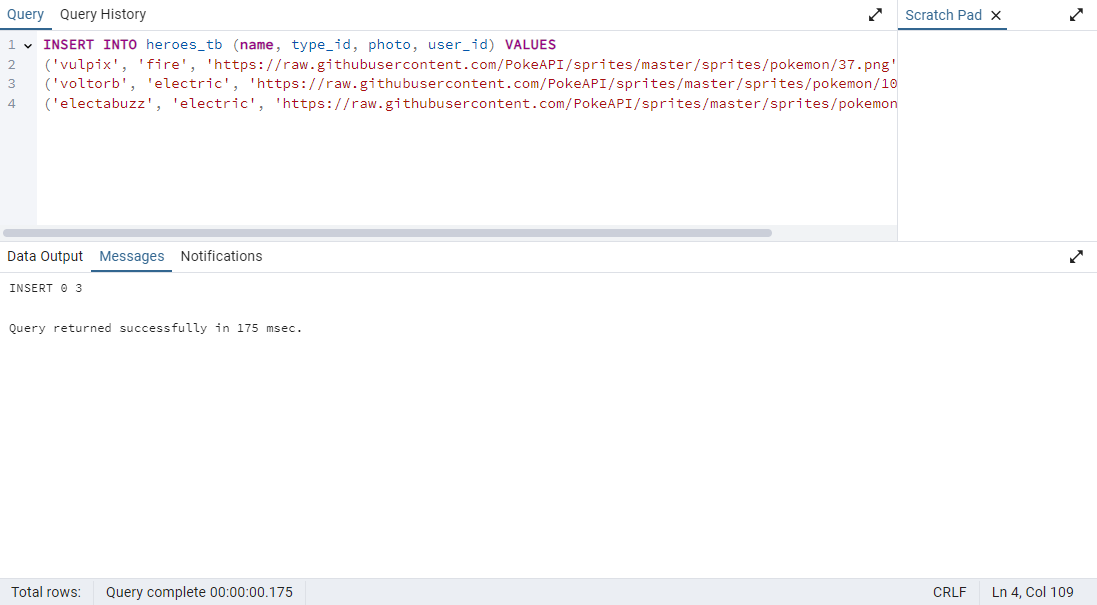 Query Query History Scratch Pad
1 INSERT INTO heroes_tb (name, type_id, photo, user_id) VALUES
2 ('vulpix', 'fire', 'https://raw.githubusercontent.com/PokeAPI/sprites/master/sprites/pokemon/37.png'
3 ('voltorb', 'electric', 'https://raw.githubusercontent.com/PokeAPI/sprites/master/sprites/pokemon/10
4 ('electabuzz', 'electric', 'https://raw.githubusercontent.com/PokeAPI/sprites/master/sprites/pokemon
Data Output Messages Notifications
INSERT 0 3
Query returned successfully in 175 msec.
Total rows: Query complete 00:00:00.175 CRLF Ln 4, Col 109